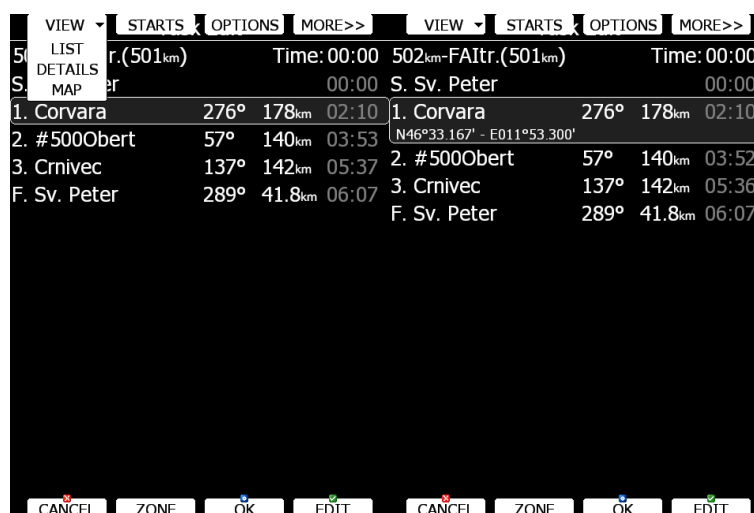 VIEW STARTS OPTIONS MORE>>
LIST
DETAILS
MAP
r.(501km) Time: 00:00
S. er 00:00
1. Corvara 276° 178km 02:10
2. #500Obert 57° 140km 03:53
3. Crnivec 137° 142km 05:37
F. Sv. Peter 289° 41.8km 06:07
CANCEL ZONE OK EDIT
VIEW STARTS OPTIONS MORE>>
502km-FAItr.(501km) Time: 00:00
S. Sv. Peter 00:00
1. Corvara 276° 178km 02:10
N46°33.167' - E011°53.300'
2. #500Obert 57° 140km 03:52
3. Crnivec 137° 142km 05:36
F. Sv. Peter 289° 41.8km 06:07
CANCEL ZONE OK EDIT